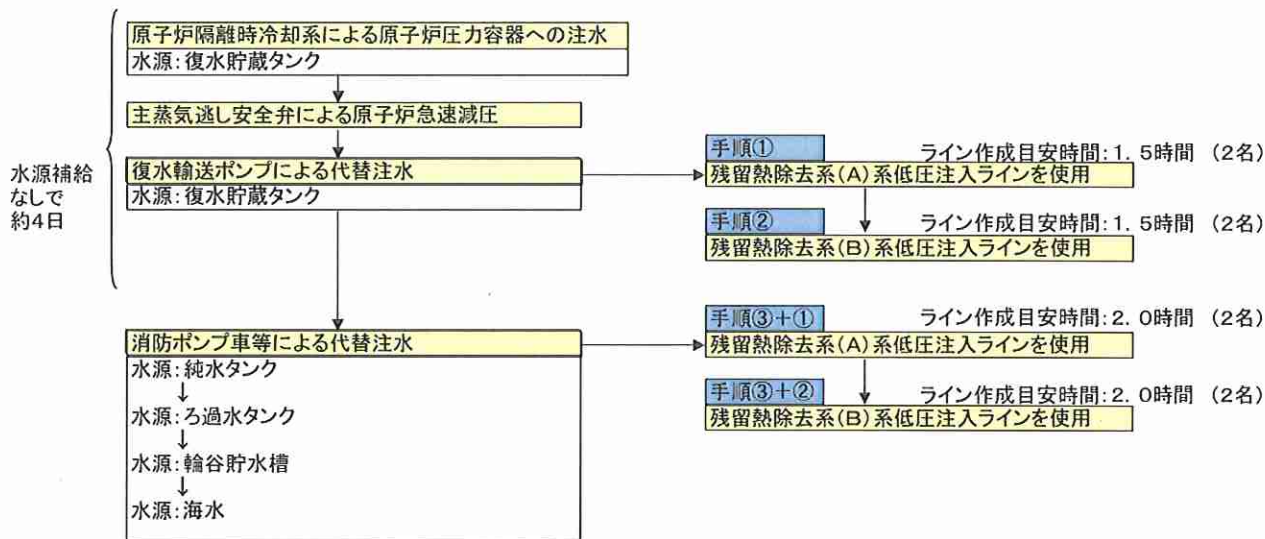 原子炉隔離時冷却系による原子炉圧力容器への注水
水源:復水貯蔵タンク
主蒸気逃し安全弁による原子炉急速減圧
復水輸送ポンプによる代替注水
水源:復水貯蔵タンク
水源補給
なしで
約4日
手順① ライン作成目安時間:1.5時間 (2名)
残留熱除去系(A)系低圧注入ラインを使用
手順② ライン作成目安時間:1.5時間 (2名)
残留熱除去系(B)系低圧注入ラインを使用
消防ポンプ車等による代替注水
水源:純水タンク
↓
水源:ろ過水タンク
↓
水源:輪谷貯水槽
↓
水源:海水
手順③+① ライン作成目安時間:2.0時間 (2名)
残留熱除去系(A)系低圧注入ラインを使用
手順③+② ライン作成目安時間:2.0時間 (2名)
残留熱除去系(B)系低圧注入ラインを使用